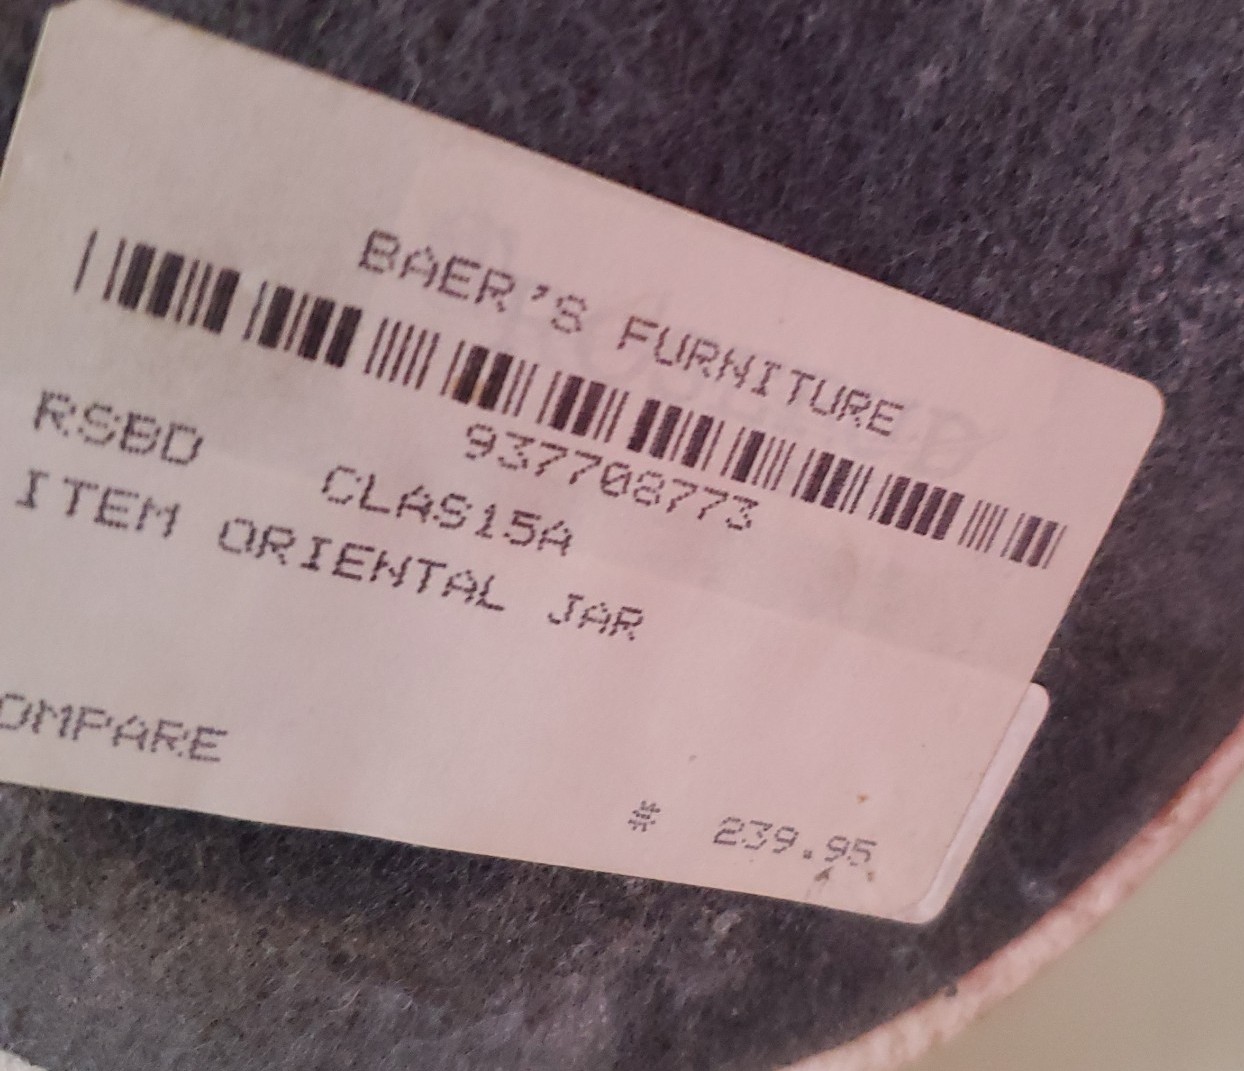 BAER'S FURNITURE
937708773
RSBD CLAS15A
ITEM ORIENTAL JAR
OMPARE
* 239.95